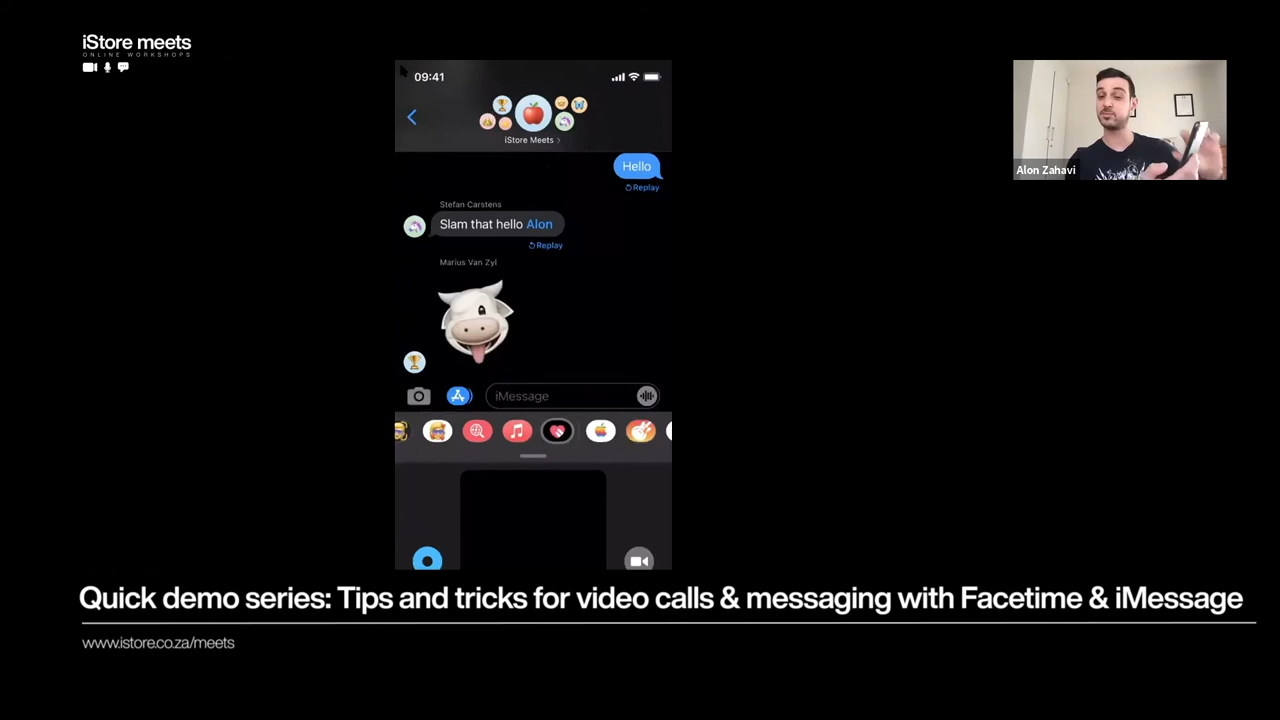 iStore meets
ONLINE WORKSHOPS
09:41
iStore Meets
Hello
Replay
Stefan Carstens
Slam that hello Alon
Replay
Marius Van Zyl
iMessage
Alon Zahavi
Quick demo series: Tips and tricks for video calls & messaging with Facetime & iMessage
www.istore.co.za/meets